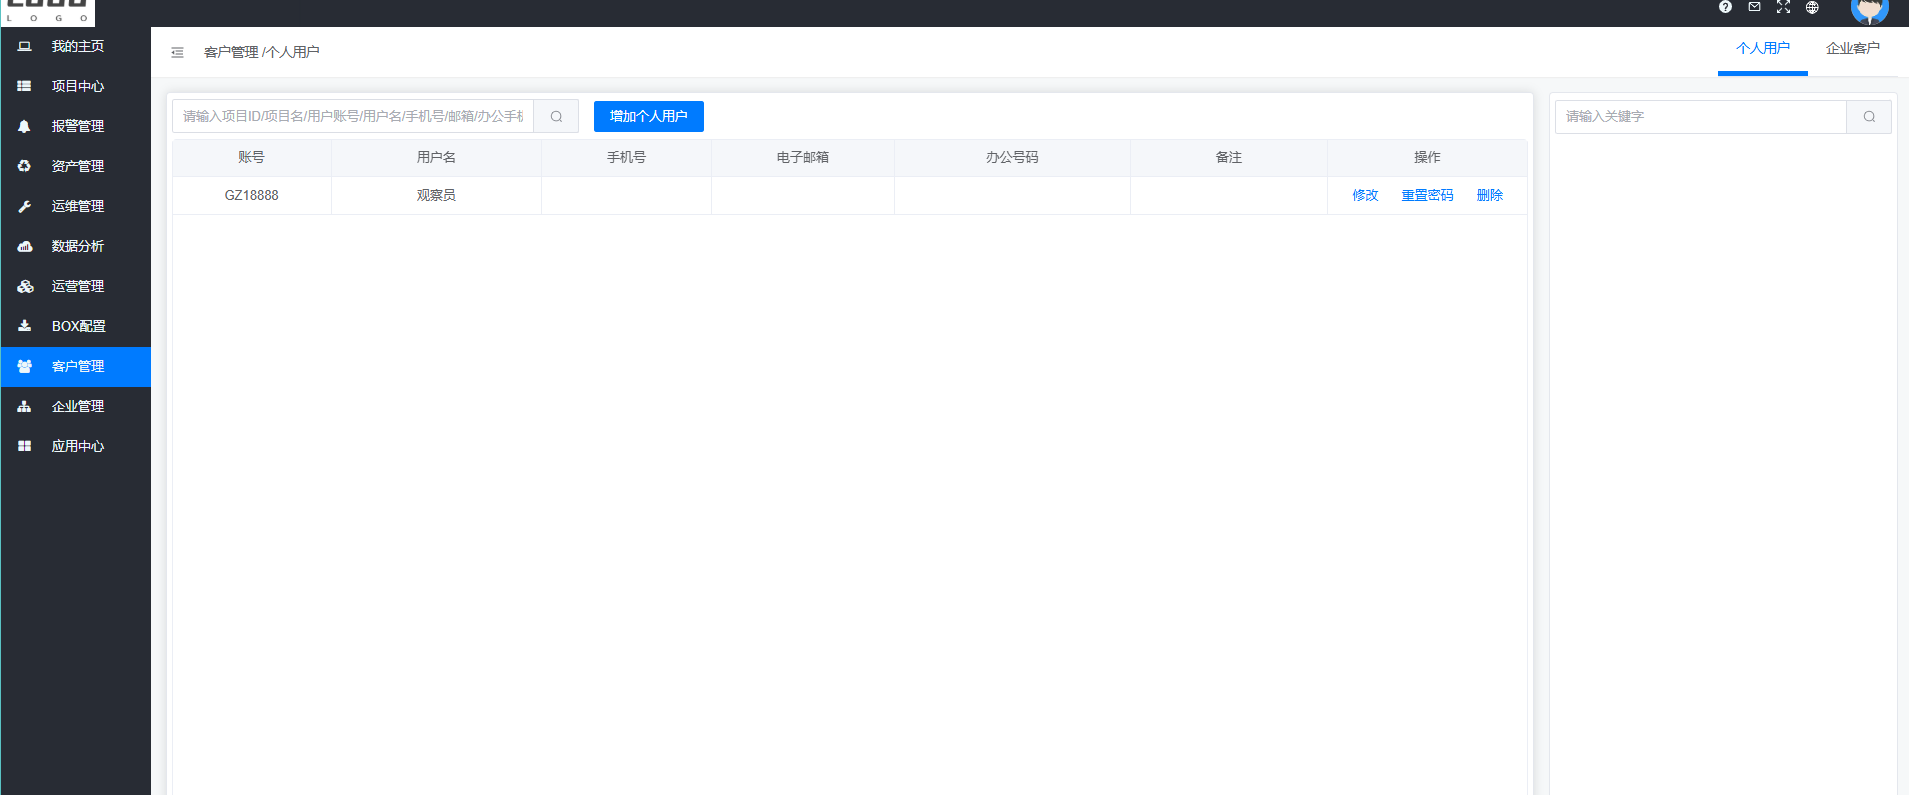 LOGO
我的主页
项目中心
报警管理
资产管理
运维管理
数据分析
运营管理
BOX配置
客户管理
企业管理
应用中心
客户管理 /个人用户
个人用户 企业客户
请输入项目ID/项目名/用户账号/用户名/手机号/邮箱/办公手机
增加个人用户
账号 用户名 手机号 电子邮箱 办公号码 备注 操作
GZ18888 观察员 修改 重置密码 删除
请输入关键字